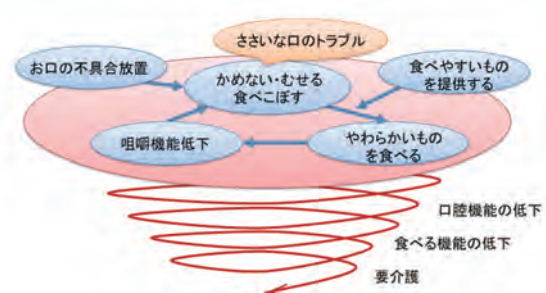 ささいな口のトラブル
お口の不具合放置
かめない・むせる
食べこぼす
食べやすいもの
を提供する
咀嚼機能低下
やわらかいもの
を食べる
口腔機能の低下
食べる機能の低下
要介護